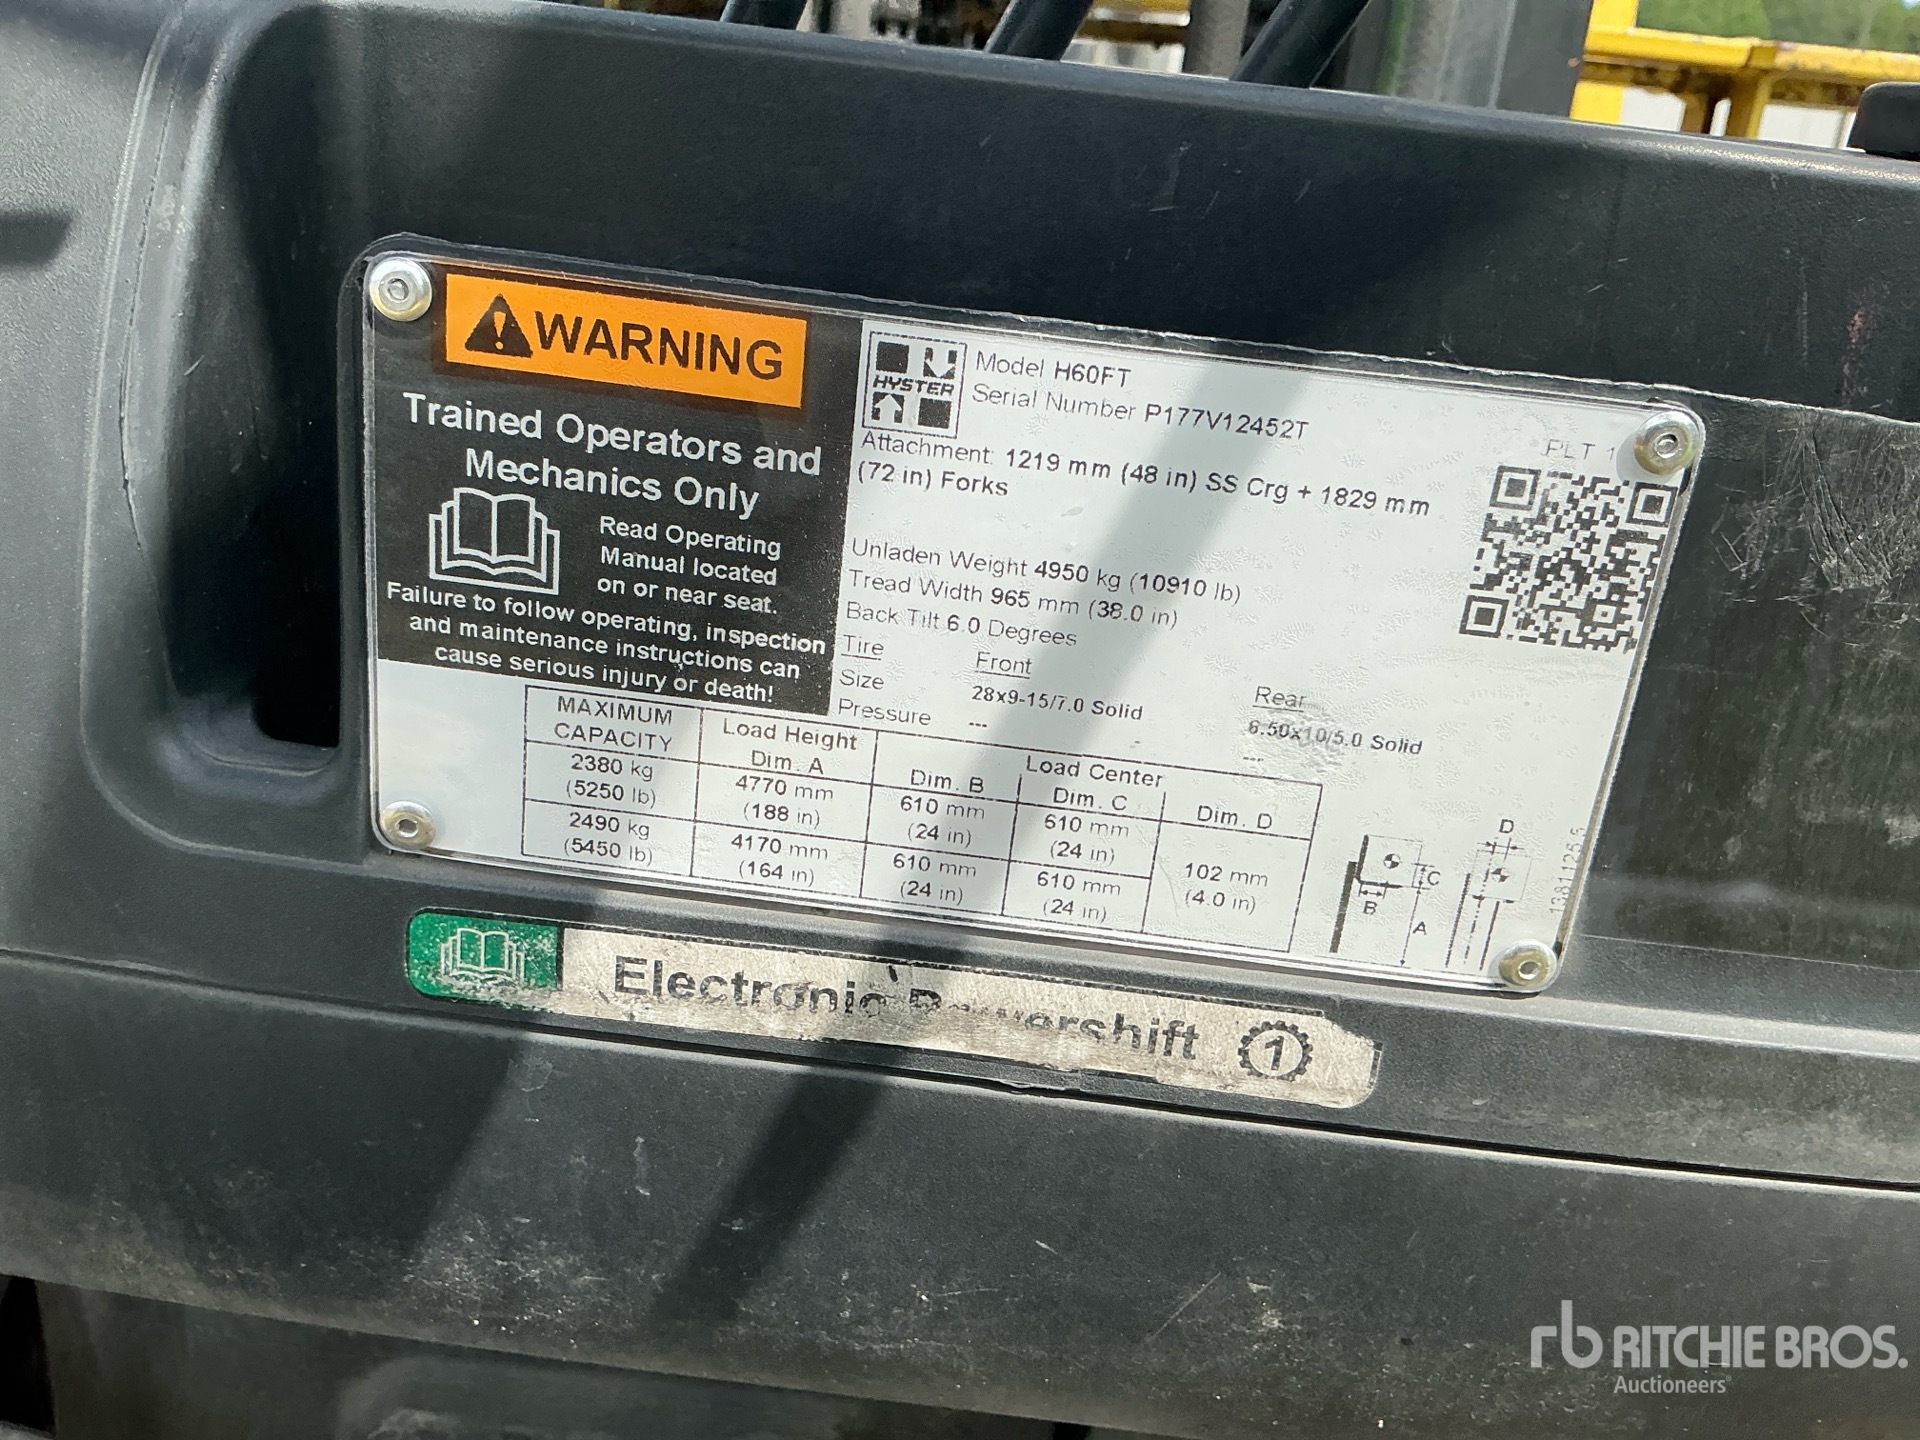 WARNING
Trained Operators and
Mechanics Only
Read Operating
Manual located
on or near seat.
Failure to follow operating, inspection
and maintenance instructions can
cause serious injury or death!
HYSTER
Model H60FT
Serial Number P177V12452T
Attachment: 1219 mm (48 in) SS Crg + 1829 mm
(72 in) Forks
PLT 1
Unladen Weight 4950 kg (10910 lb)
Tread Width 965 mm (38.0 in)
Back Tilt 6.0 Degrees
Tire Front Rear
Size 28x9-15/7.0 Solid 6.50x10/5.0 Solid
Pressure --- ---
MAXIMUM
CAPACITY
Load Height
Dim. A
Load Center
Dim. B Dim. C Dim. D
2380 kg 4770 mm 610 mm 610 mm
(5250 lb) (188 in) (24 in) (24 in)
2490 kg 4170 mm 610 mm 610 mm
(5450 lb) (164 in) (24 in) (24 in)
102 mm
(4.0 in)
D
C
B
A
13811255
Electronic Powershift 1
rb RITCHIE BROS.
Auctioneers